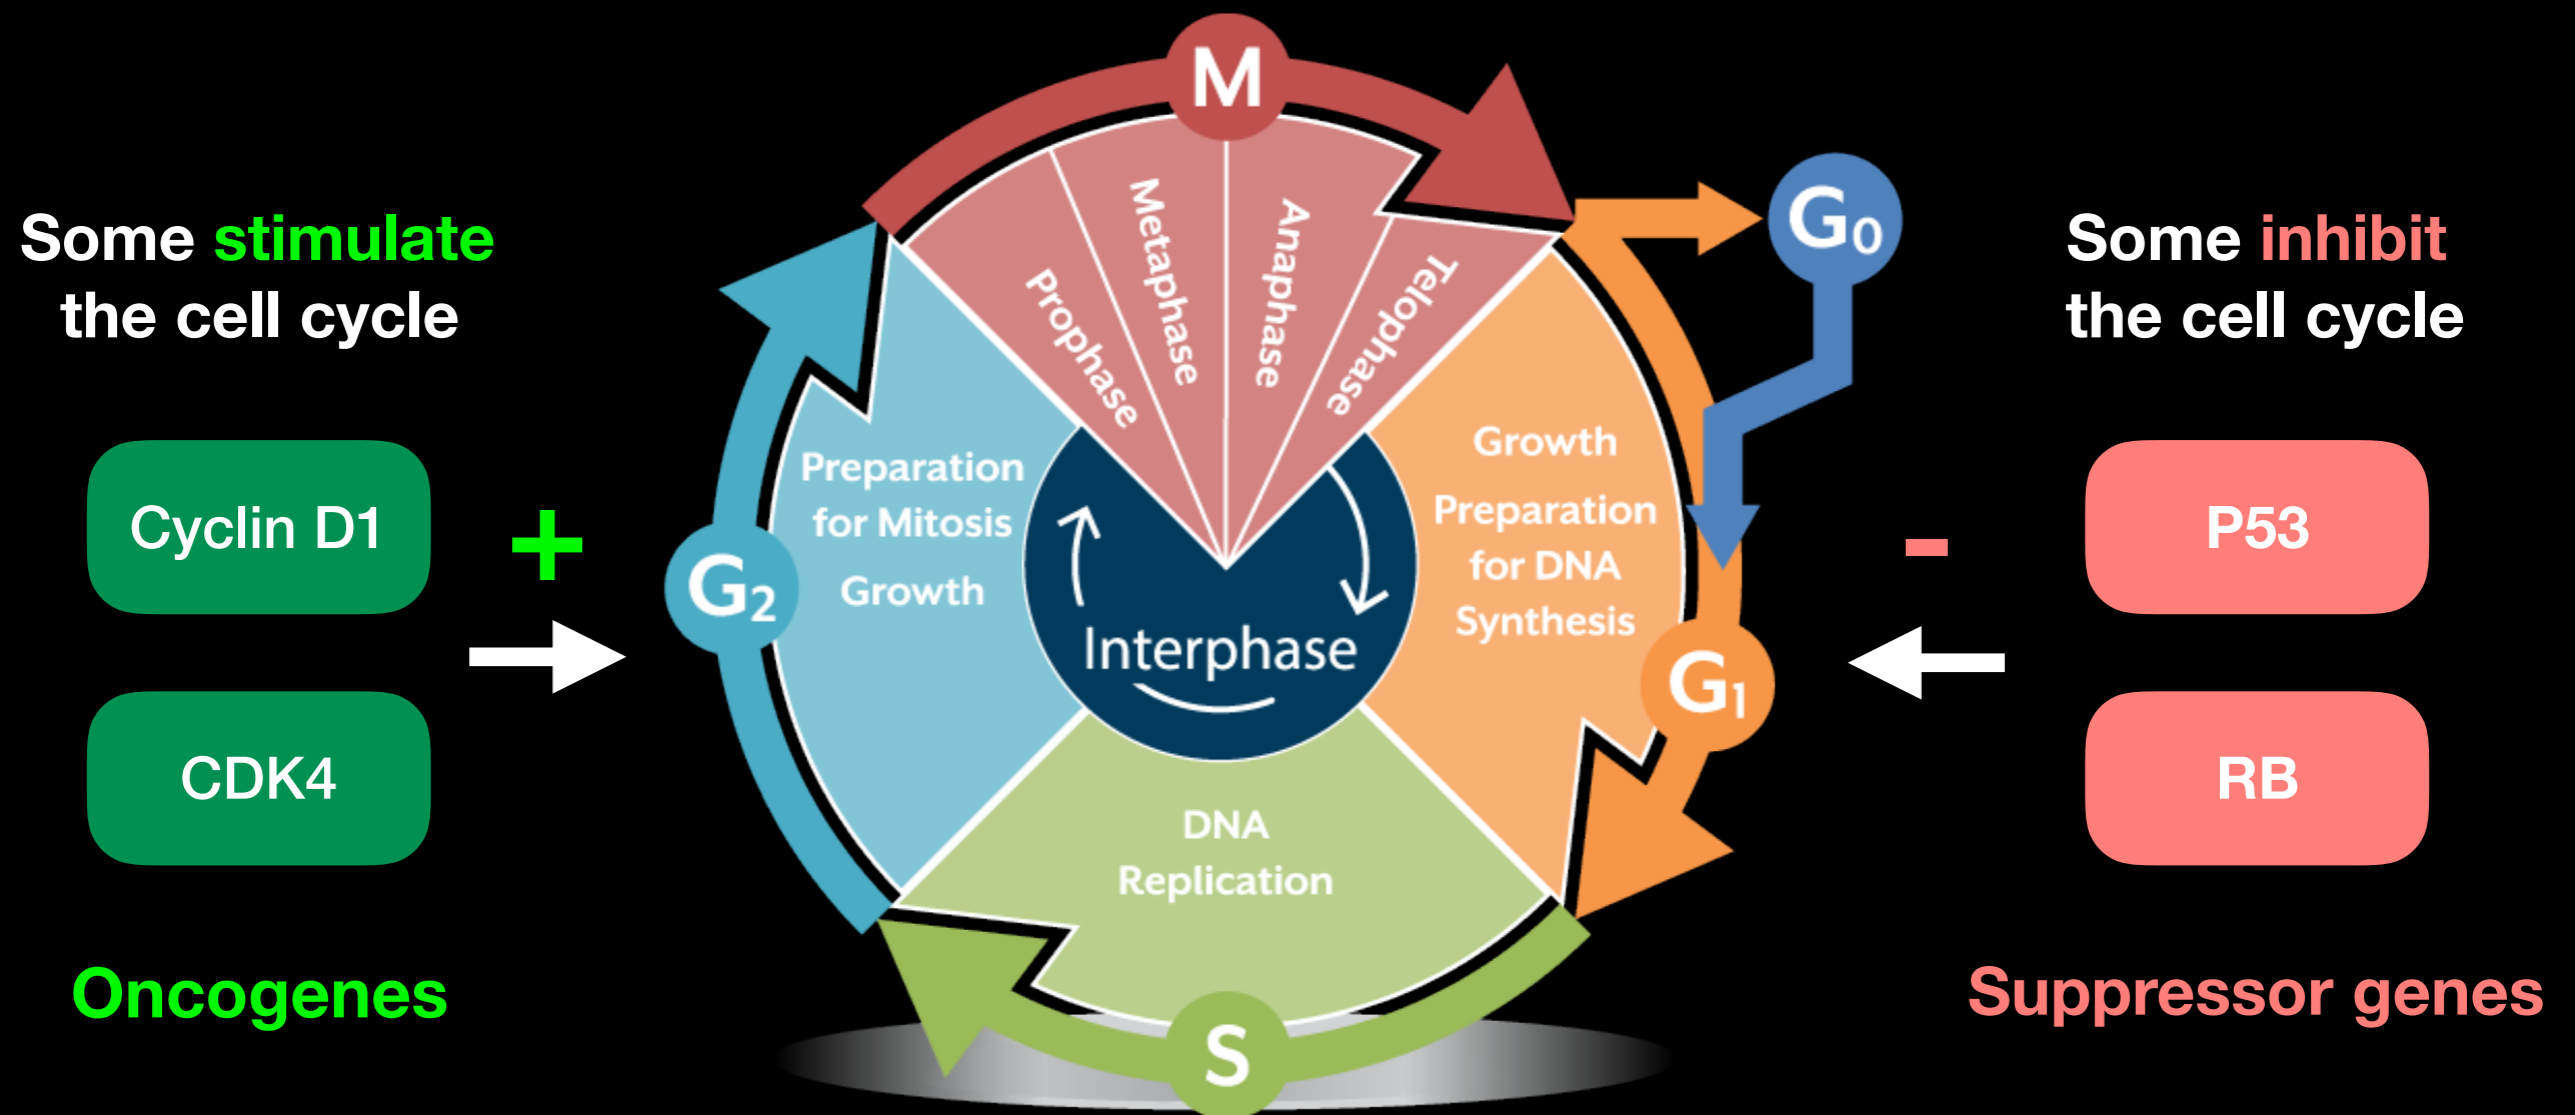 Some stimulate
the cell cycle
Cyclin D1
+
CDK4
Oncogenes
M
Prophase
Metaphase
Anaphase
Telophase
G0
G2
Preparation
for Mitosis
Growth
Interphase
Growth
Preparation
for DNA
Synthesis
G1
DNA
Replication
S
Some inhibit
the cell cycle
-
P53
RB
Suppressor genes